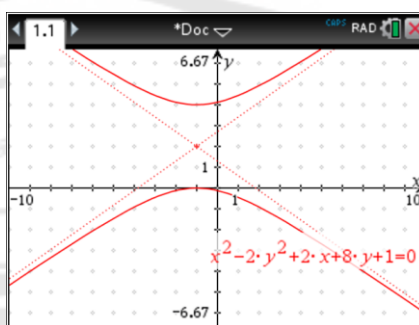 1.1 *Doc CAPS RAD
6.67 y
1 x
-10 1 10
x²-2·y²+2·x+8·y+1=0
-6.67